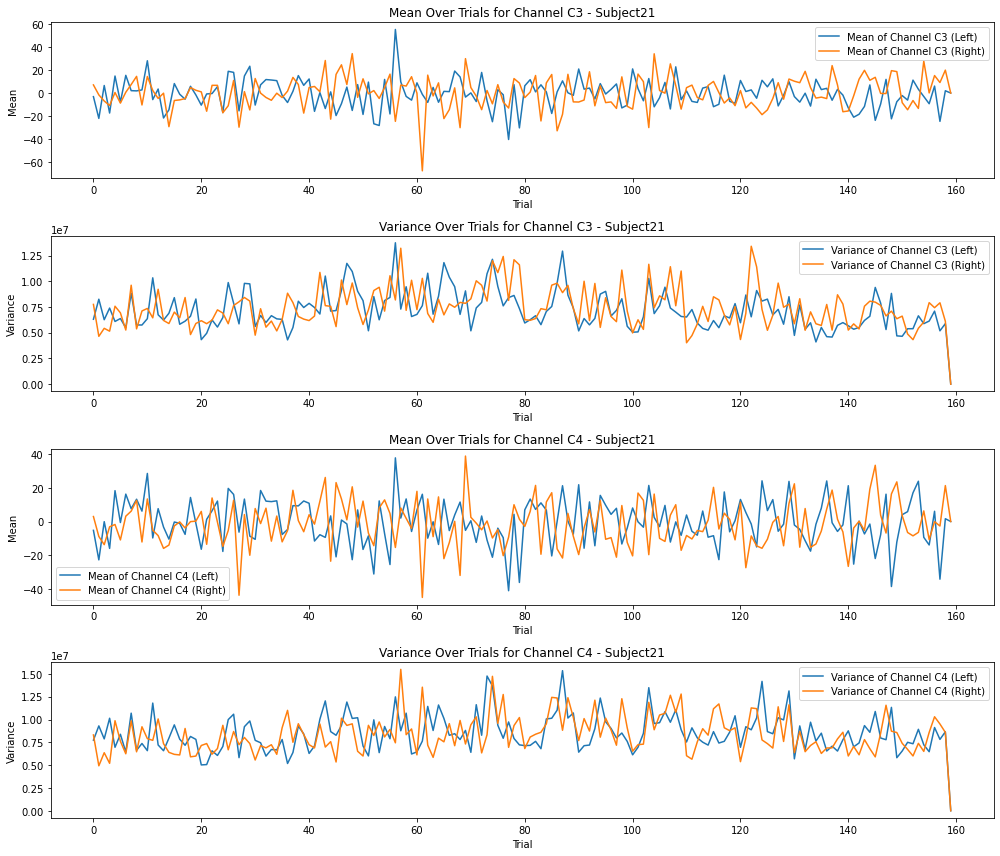 Mean Over Trials for Channel C3 - Subject21
Mean
60
40
20
0
−20
−40
−60
Mean of Channel C3 (Left)
Mean of Channel C3 (Right)
0 20 40 60 80 100 120 140 160
Trial
Variance Over Trials for Channel C3 - Subject21
1e7
Variance
1.25
1.00
0.75
0.50
0.25
0.00
Variance of Channel C3 (Left)
Variance of Channel C3 (Right)
0 20 40 60 80 100 120 140 160
Trial
Mean Over Trials for Channel C4 - Subject21
Mean
40
20
0
−20
−40
Mean of Channel C4 (Left)
Mean of Channel C4 (Right)
0 20 40 60 80 100 120 140 160
Trial
Variance Over Trials for Channel C4 - Subject21
1e7
Variance
1.50
1.25
1.00
0.75
0.50
0.25
0.00
Variance of Channel C4 (Left)
Variance of Channel C4 (Right)
0 20 40 60 80 100 120 140 160
Trial